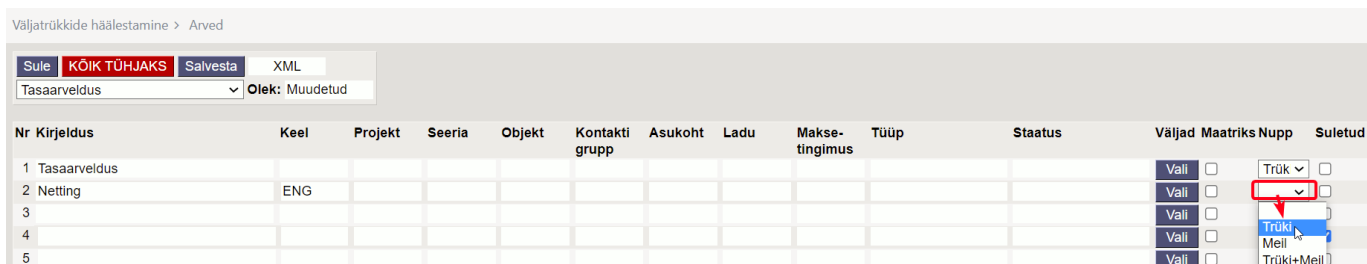 Väljatrükkide häälestamine > Arved
Sule KÕIK TÜHJAKS Salvesta XML
Tasaarveldus Olek: Muudetud
Nr Kirjeldus Keel Projekt Seeria Objekt Kontakti grupp Asukoht Ladu Makse-tingimus Tüüp Staatus Väljad Maatriks Nupp Suletud
1 Tasaarveldus Vali Trük
2 Netting ENG Vali
3 Vali
4 Vali Trüki
Meil
5 Vali Trüki+Meil